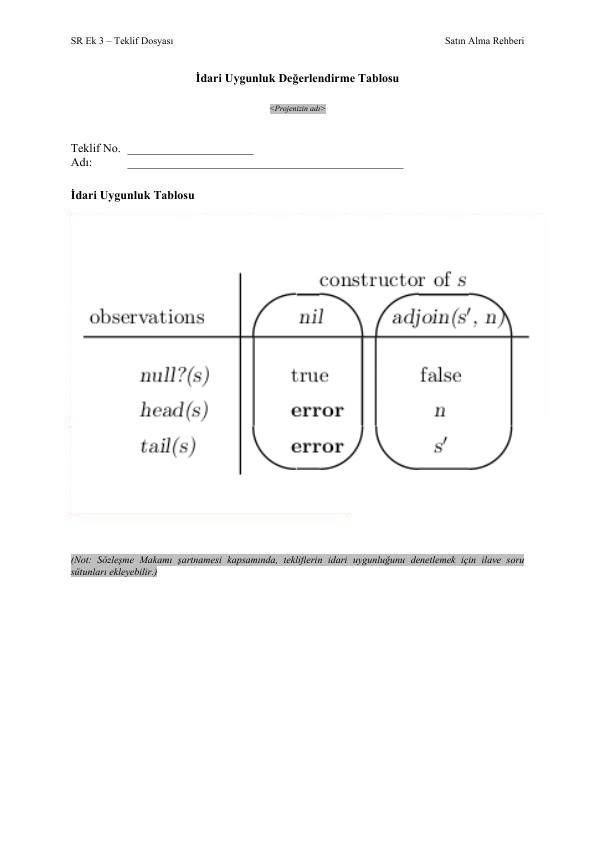 SR Ek 3 – Teklif Dosyası Satın Alma Rehberi
İdari Uygunluk Değerlendirme Tablosu
<Projenizin adı>
Teklif No. _____________________
Adı: ______________________________________________
İdari Uygunluk Tablosu
constructor of s
observations nil adjoin(s′, n)
null?(s) true false
head(s) error n
tail(s) error s′
(Not: Sözleşme Makamı şartnamesi kapsamında, tekliflerin idari uygunluğunu denetlemek için ilave soru
sütunları ekleyebilir.)